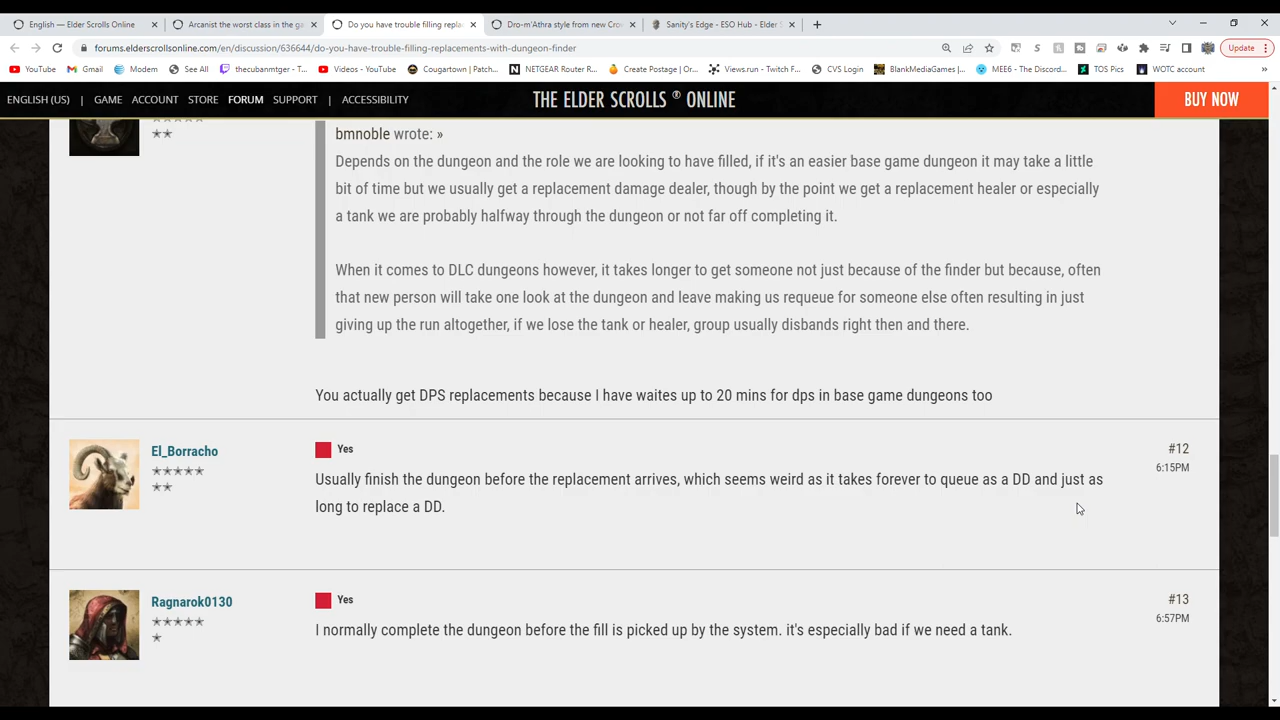 English — Elder Scrolls Online
Arcanist the worst class in the ga
Do you have trouble filling repla
Dro-m'Athra style from new Cro
Sanity's Edge - ESO Hub - Elder S
forums.elderscrollsonline.com/en/discussion/636644/do-you-have-trouble-filling-replacements-with-dungeon-finder
Update
YouTube
Gmail
Modem
See All
thecubanmtger - T...
Videos - YouTube
Cougartown | Patch...
NETGEAR Router R...
Create Postage | Or...
Views.run - Twitch F...
CVS Login
BlankMediaGames |...
MEE6 - The Discord...
TOS Pics
WOTC account
»
ENGLISH (US) | GAME ACCOUNT STORE FORUM SUPPORT | ACCESSIBILITY
THE ELDER SCROLLS ® ONLINE
BUY NOW
bmnoble wrote: »
Depends on the dungeon and the role we are looking to have filled, if it's an easier base game dungeon it may take a little
bit of time but we usually get a replacement damage dealer, though by the point we get a replacement healer or especially
a tank we are probably halfway through the dungeon or not far off completing it.
When it comes to DLC dungeons however, it takes longer to get someone not just because of the finder but because, often
that new person will take one look at the dungeon and leave making us requeue for someone else often resulting in just
giving up the run altogether, if we lose the tank or healer, group usually disbands right then and there.
You actually get DPS replacements because I have waites up to 20 mins for dps in base game dungeons too
El_Borracho
Yes
#12
6:15PM
Usually finish the dungeon before the replacement arrives, which seems weird as it takes forever to queue as a DD and just as
long to replace a DD.
Ragnarok0130
Yes
#13
6:57PM
I normally complete the dungeon before the fill is picked up by the system. it's especially bad if we need a tank.